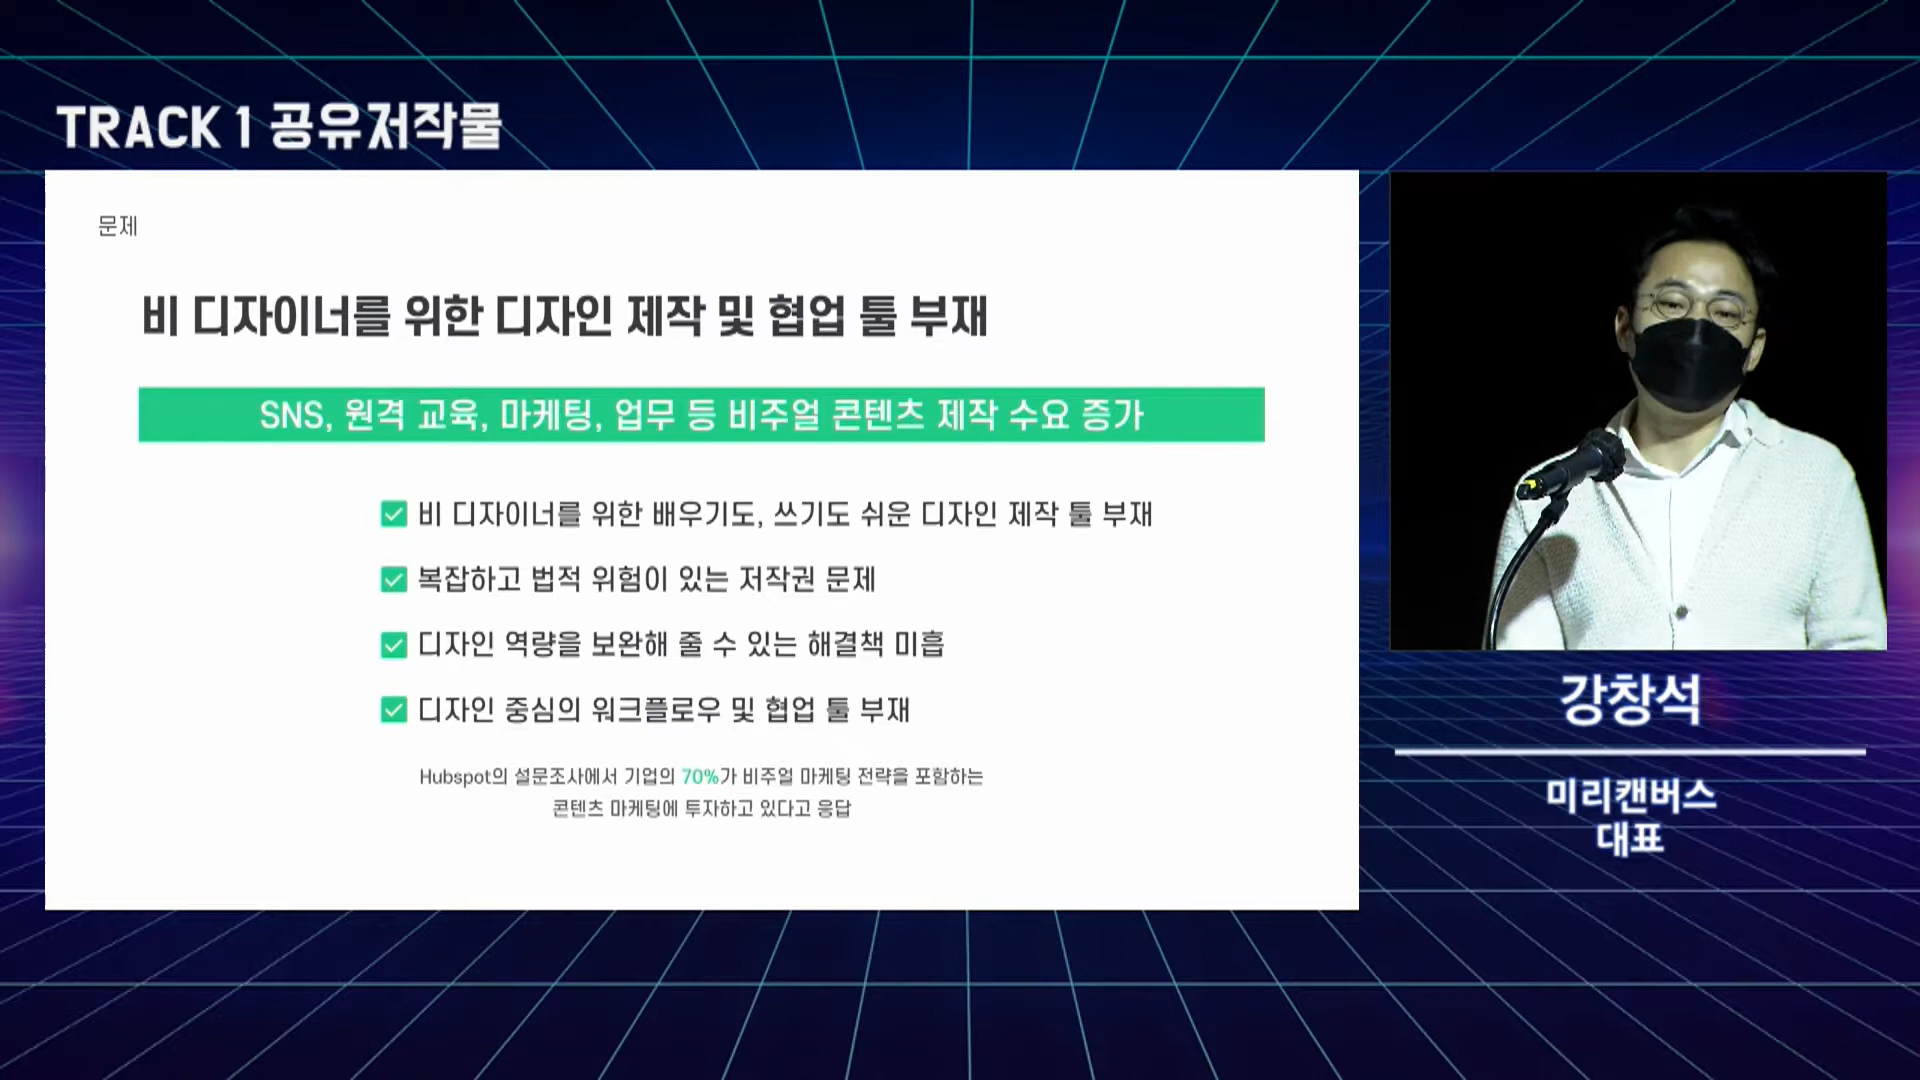 TRACK 1 공유저작물
문제
비 디자이너를 위한 디자인 제작 및 협업 툴 부재
SNS, 원격 교육, 마케팅, 업무 등 비주얼 콘텐츠 제작 수요 증가
비 디자이너를 위한 배우기도, 쓰기도 쉬운 디자인 제작 툴 부재
복잡하고 법적 위험이 있는 저작권 문제
디자인 역량을 보완해 줄 수 있는 해결책 미흡
디자인 중심의 워크플로우 및 협업 툴 부재
Hubspot의 설문조사에서 기업의 70%가 비주얼 마케팅 전략을 포함하는
콘텐츠 마케팅에 투자하고 있다고 응답
강창석
미리캔버스
대표